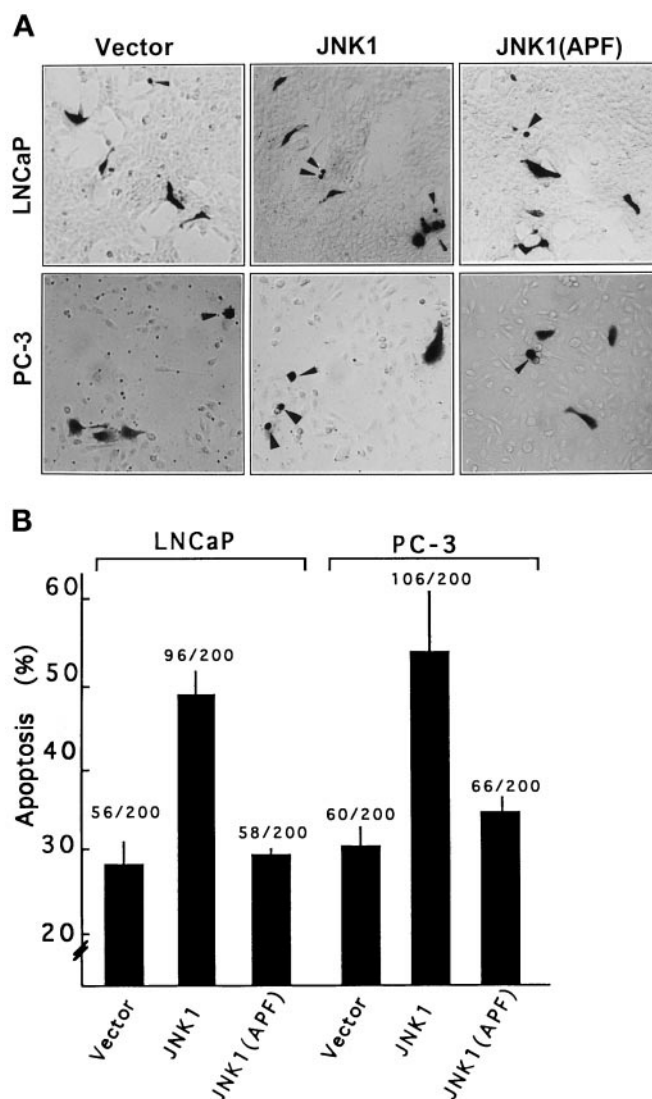 A
Vector JNK1 JNK1(APF)
LNCaP
PC-3
B
LNCaP PC-3
Apoptosis (%)
60
50
40
30
20
56/200
96/200
58/200
60/200
106/200
66/200
Vector
JNK1
JNK1(APF)
Vector
JNK1
JNK1(APF)